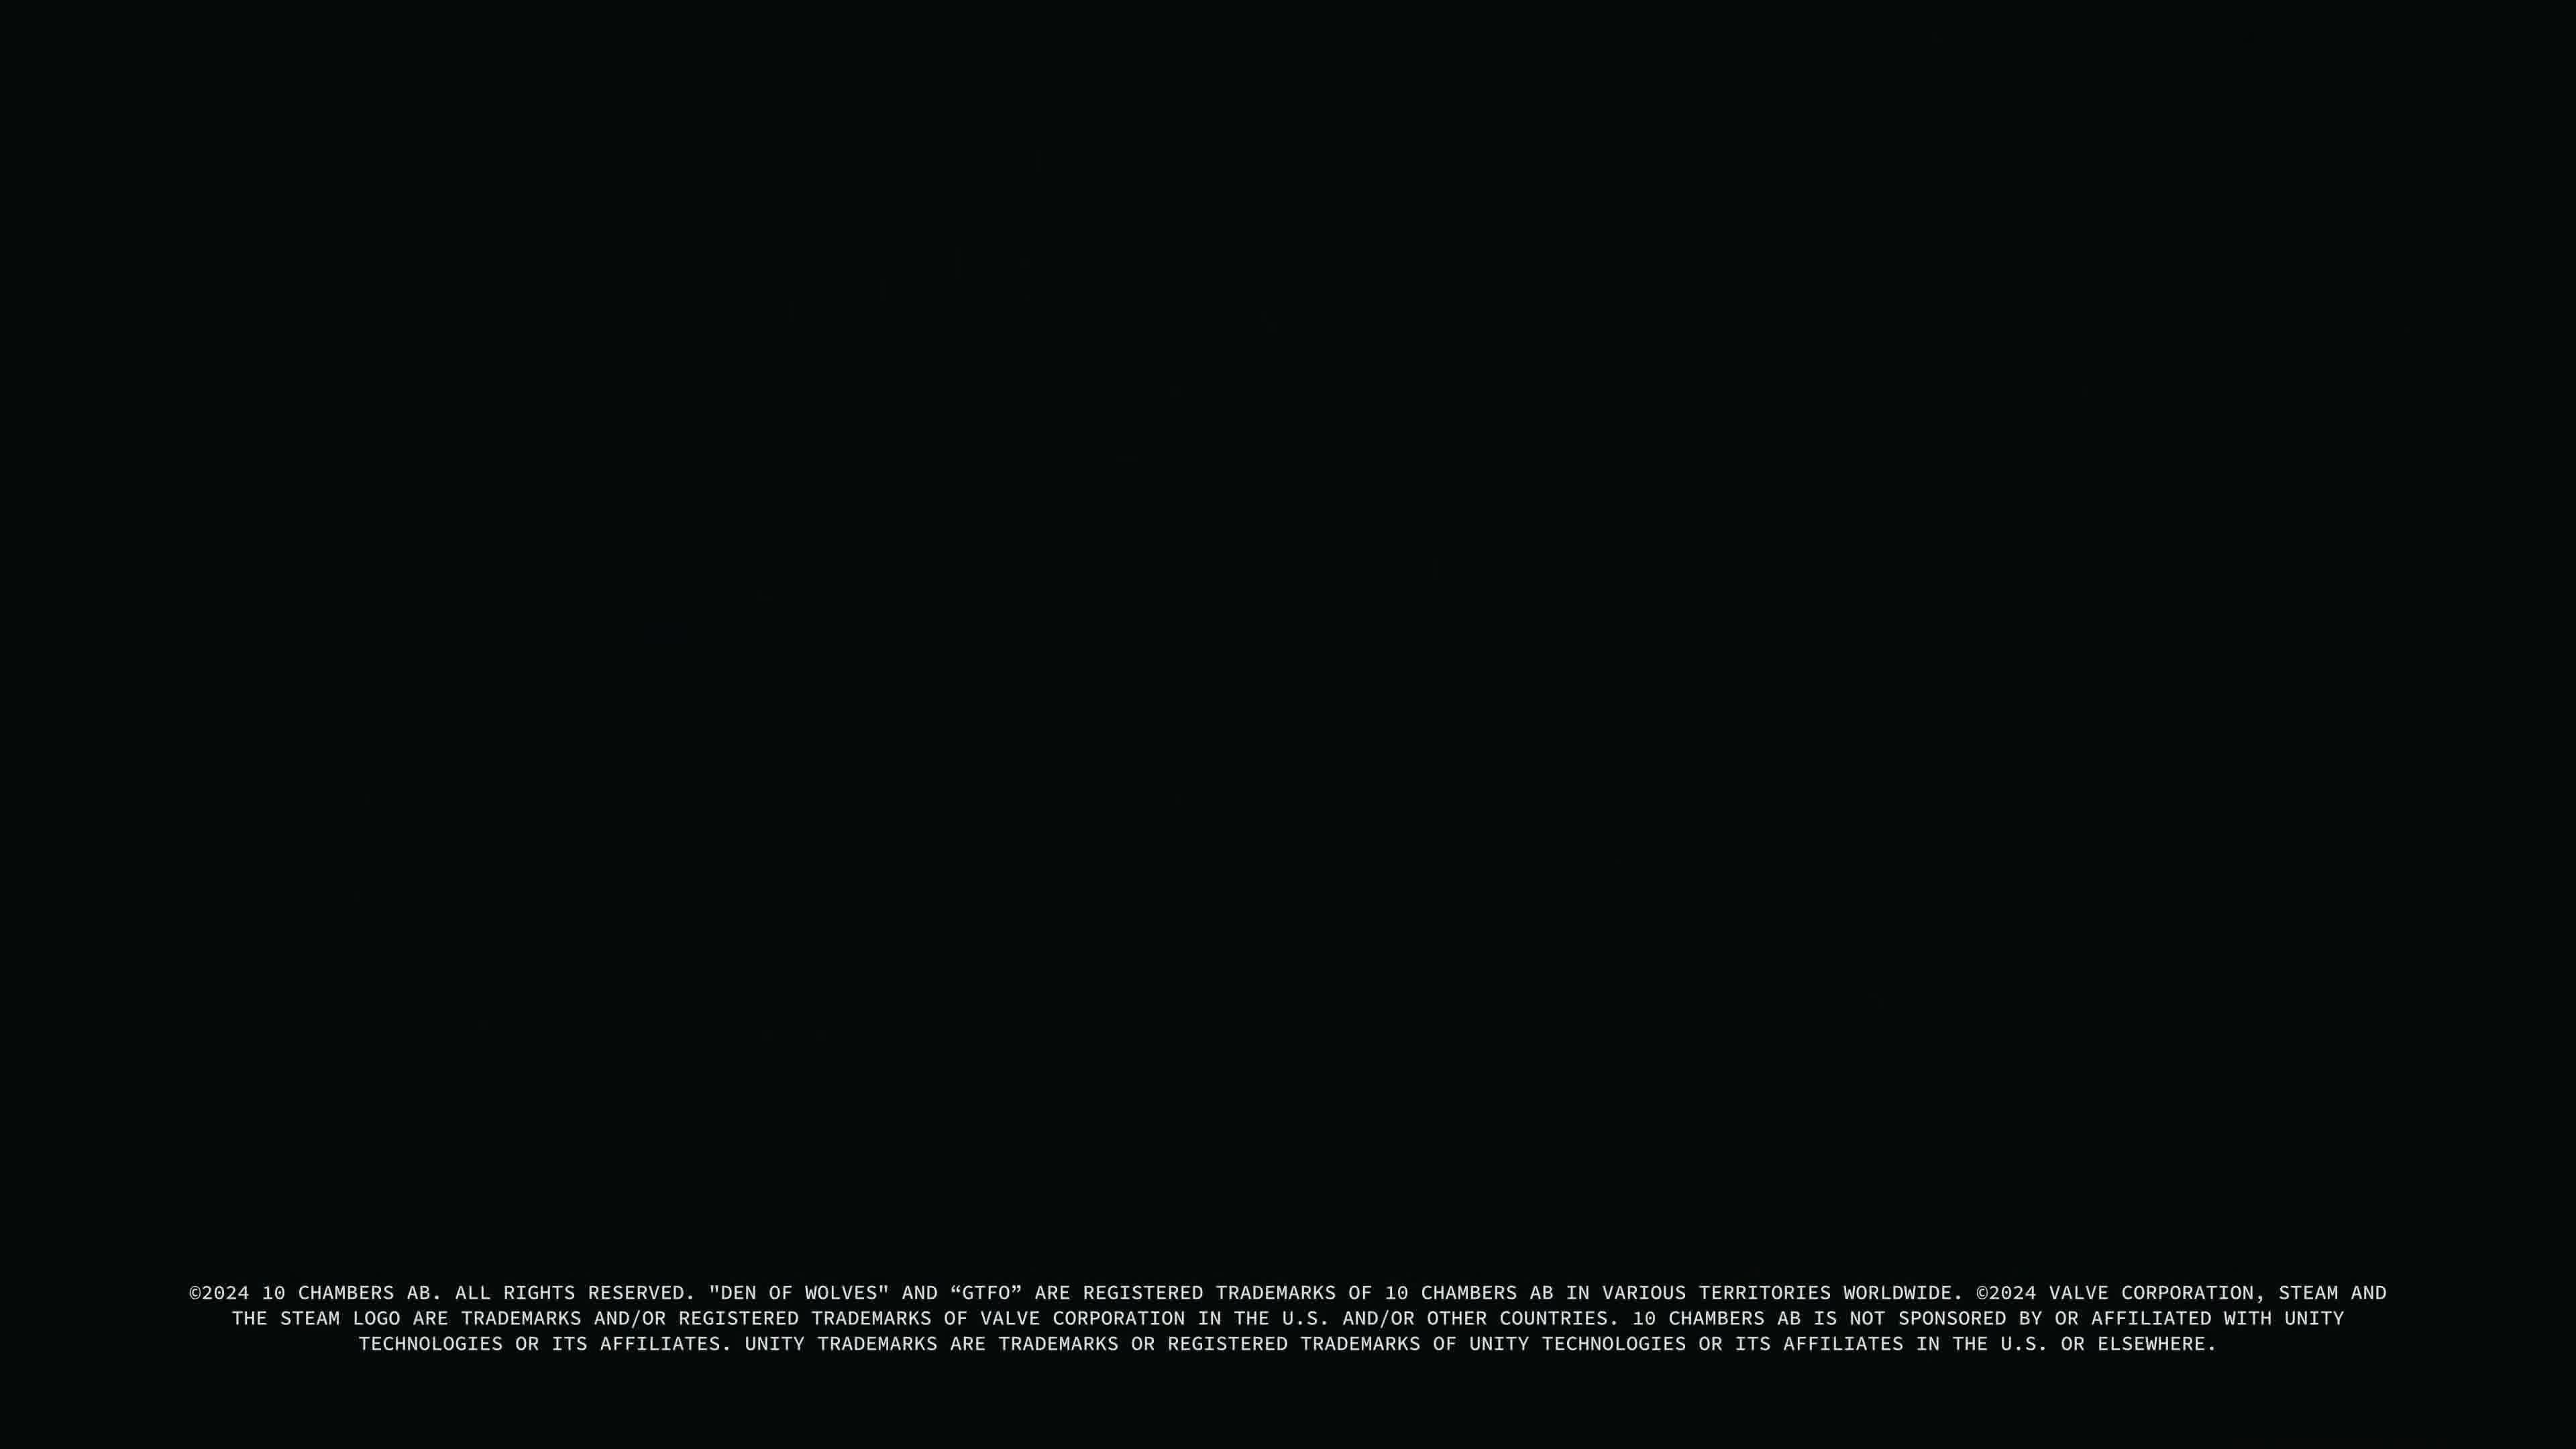 ©2024 10 CHAMBERS AB. ALL RIGHTS RESERVED. "DEN OF WOLVES" AND “GTFO” ARE REGISTERED TRADEMARKS OF 10 CHAMBERS AB IN VARIOUS TERRITORIES WORLDWIDE. ©2024 VALVE CORPORATION, STEAM AND
THE STEAM LOGO ARE TRADEMARKS AND/OR REGISTERED TRADEMARKS OF VALVE CORPORATION IN THE U.S. AND/OR OTHER COUNTRIES. 10 CHAMBERS AB IS NOT SPONSORED BY OR AFFILIATED WITH UNITY
TECHNOLOGIES OR ITS AFFILIATES. UNITY TRADEMARKS ARE TRADEMARKS OR REGISTERED TRADEMARKS OF UNITY TECHNOLOGIES OR ITS AFFILIATES IN THE U.S. OR ELSEWHERE.